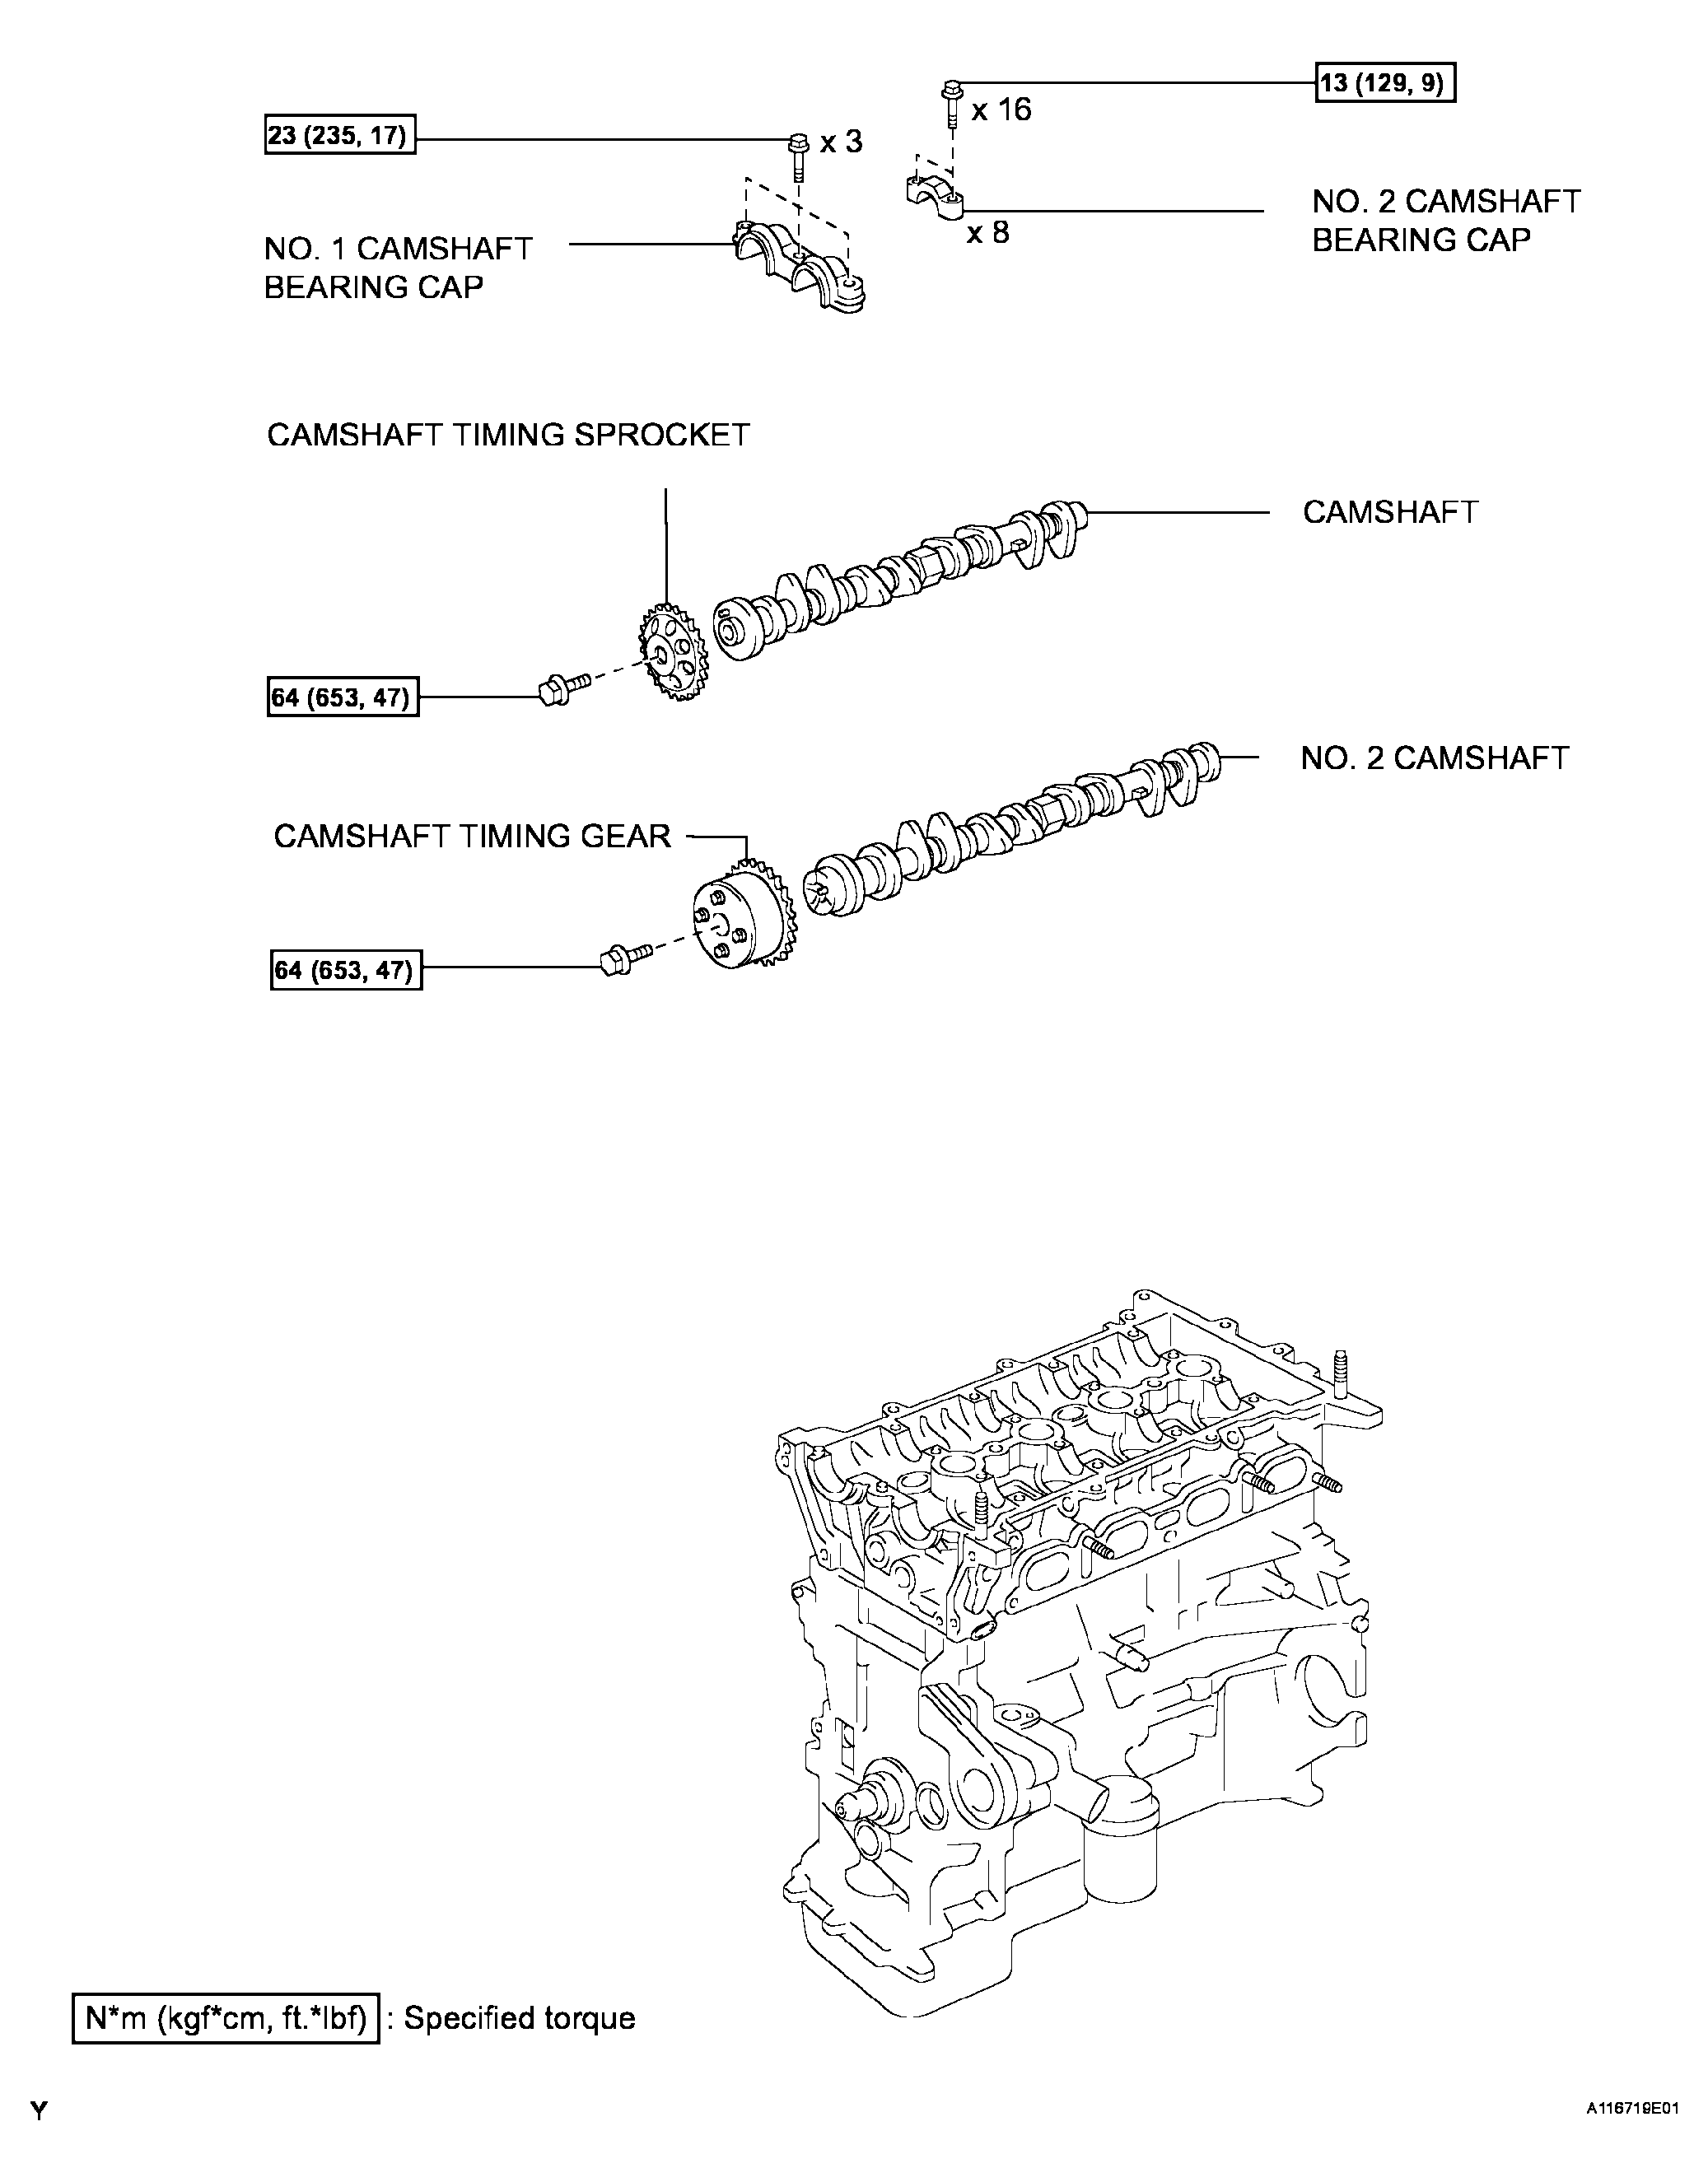 13 (129, 9)
x 16
23 (235, 17)
x 3
NO. 2 CAMSHAFT
BEARING CAP
x 8
NO. 1 CAMSHAFT
BEARING CAP
CAMSHAFT TIMING SPROCKET
CAMSHAFT
64 (653, 47)
NO. 2 CAMSHAFT
CAMSHAFT TIMING GEAR
64 (653, 47)
N*m (kgf*cm, ft.*lbf) : Specified torque
Y
A116719E01